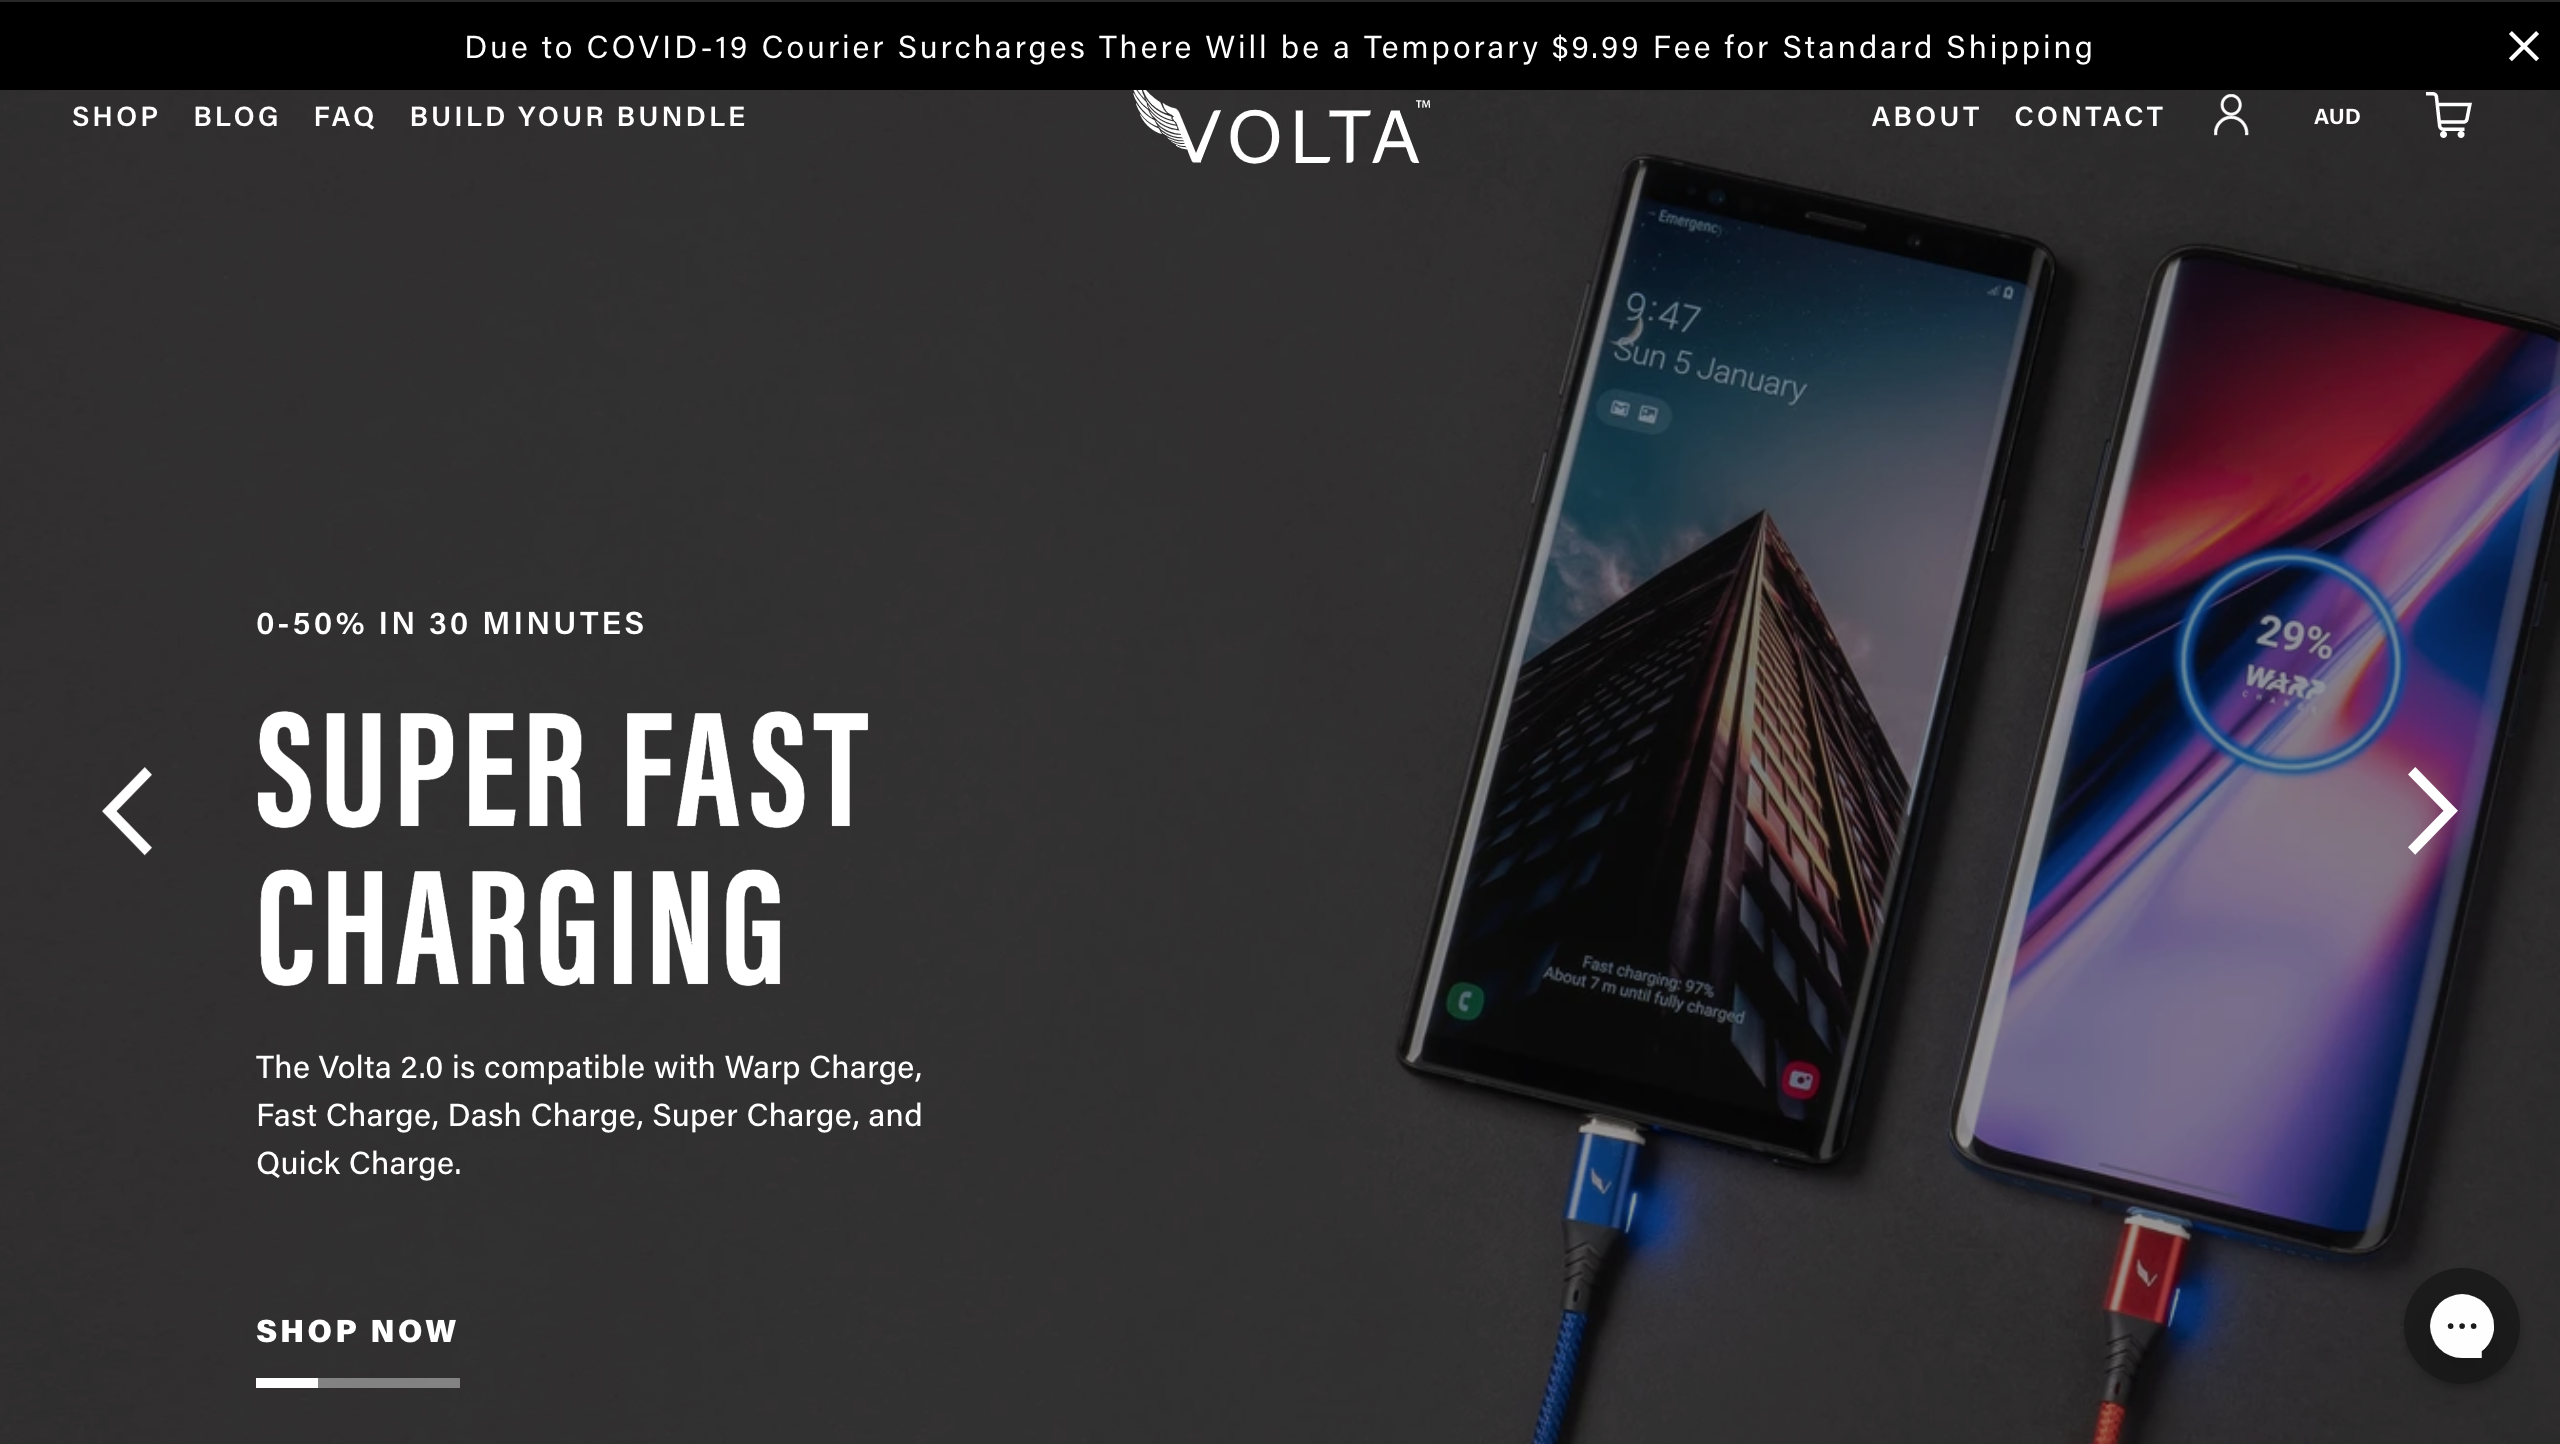 Due to COVID-19 Courier Surcharges There Will be a Temporary $9.99 Fee for Standard Shipping
SHOP BLOG FAQ BUILD YOUR BUNDLE
VOLTA™
ABOUT CONTACT AUD
Emergenc
9:47
Sun 5 January
29%
WARP
CHARGE
0-50% IN 30 MINUTES
SUPER FAST
CHARGING
The Volta 2.0 is compatible with Warp Charge,
Fast Charge, Dash Charge, Super Charge, and
Quick Charge.
Fast charging: 97%
About 7 m until fully charged
SHOP NOW